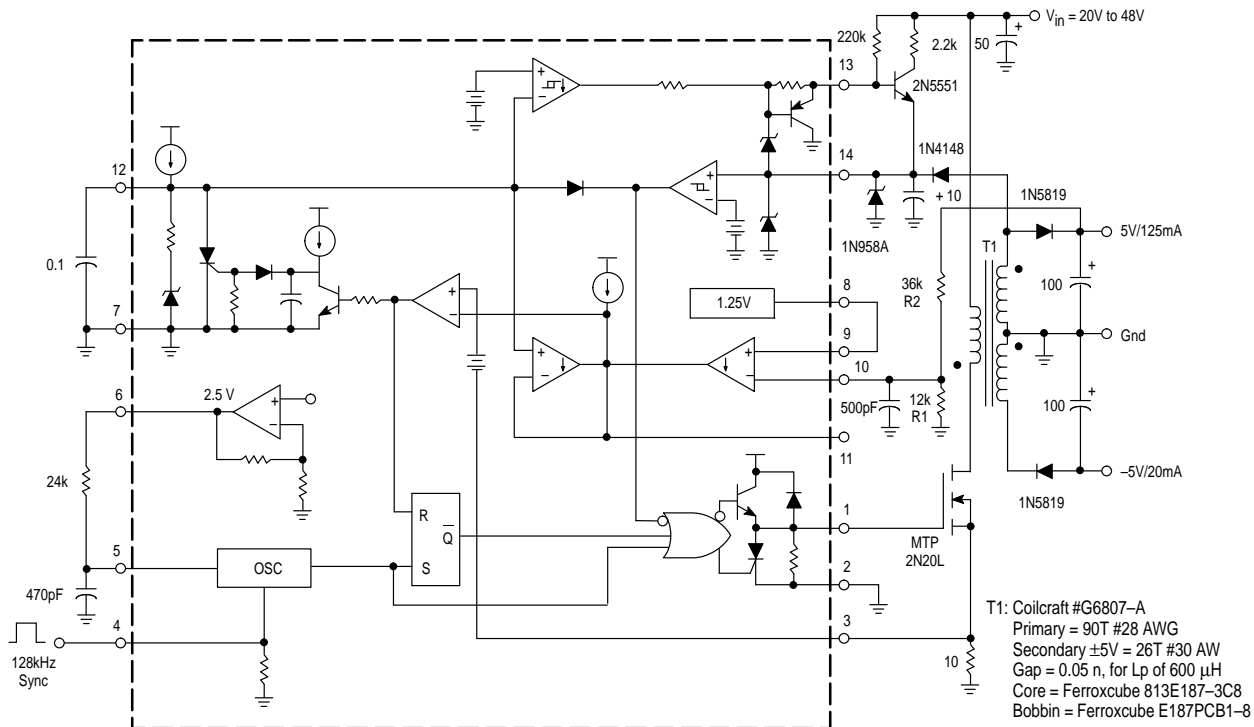 Vin = 20V to 48V
220k
2.2k
50
+
13
2N5551
12
14
1N4148
+ 10
1N5819
5V/125mA
0.1
1N958A
T1
36k
R2
100
+
8
1.25V
9
7
Gnd
10
6
2.5 V
500pF
12k
R1
100
+
11
24k
–5V/20mA
1N5819
R
Q
S
1
MTP
2N20L
5
OSC
2
470pF
4
3
128kHz
Sync
10
T1: Coilcraft #G6807–A
Primary = 90T #28 AWG
Secondary ±5V = 26T #30 AW
Gap = 0.05 n, for Lp of 600 µH
Core = Ferroxcube 813E187–3C8
Bobbin = Ferroxcube E187PCB1–8